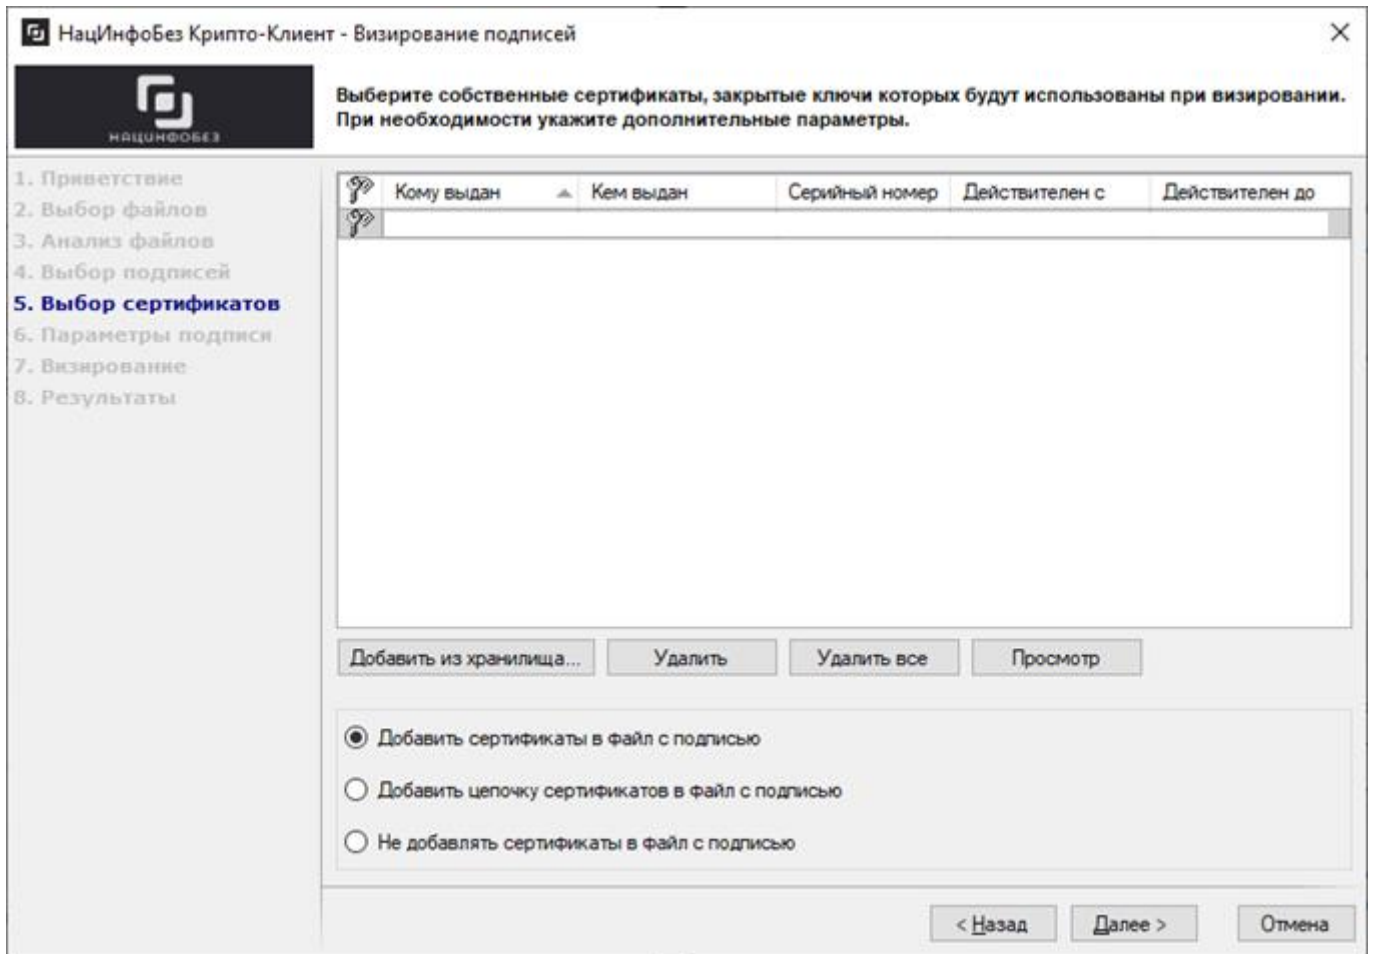 НацИнфоБез Крипто-Клиент - Визирование подписей
НАЦИНФОБЕЗ
Выберите собственные сертификаты, закрытые ключи которых будут использованы при визировании.
При необходимости укажите дополнительные параметры.
1. Приветствие
2. Выбор файлов
3. Анализ файлов
4. Выбор подписей
5. Выбор сертификатов
6. Параметры подписи
7. Визирование
8. Результаты
Кому выдан Кем выдан Серийный номер Действителен с Действителен до
Добавить из хранилища... Удалить Удалить все Просмотр
Добавить сертификаты в файл с подписью
Добавить цепочку сертификатов в файл с подписью
Не добавлять сертификаты в файл с подписью
< Назад Далее > Отмена